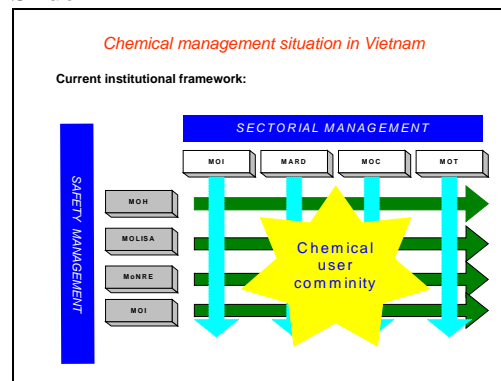 Chemical management situation in Vietnam
Current institutional framework:
SECTORIAL MANAGEMENT
MOI MARD MOC MOT
SAFETY MANAGEMENT
MOH
MOLISA
MoNRE
MOI
Chemical
user
comminity